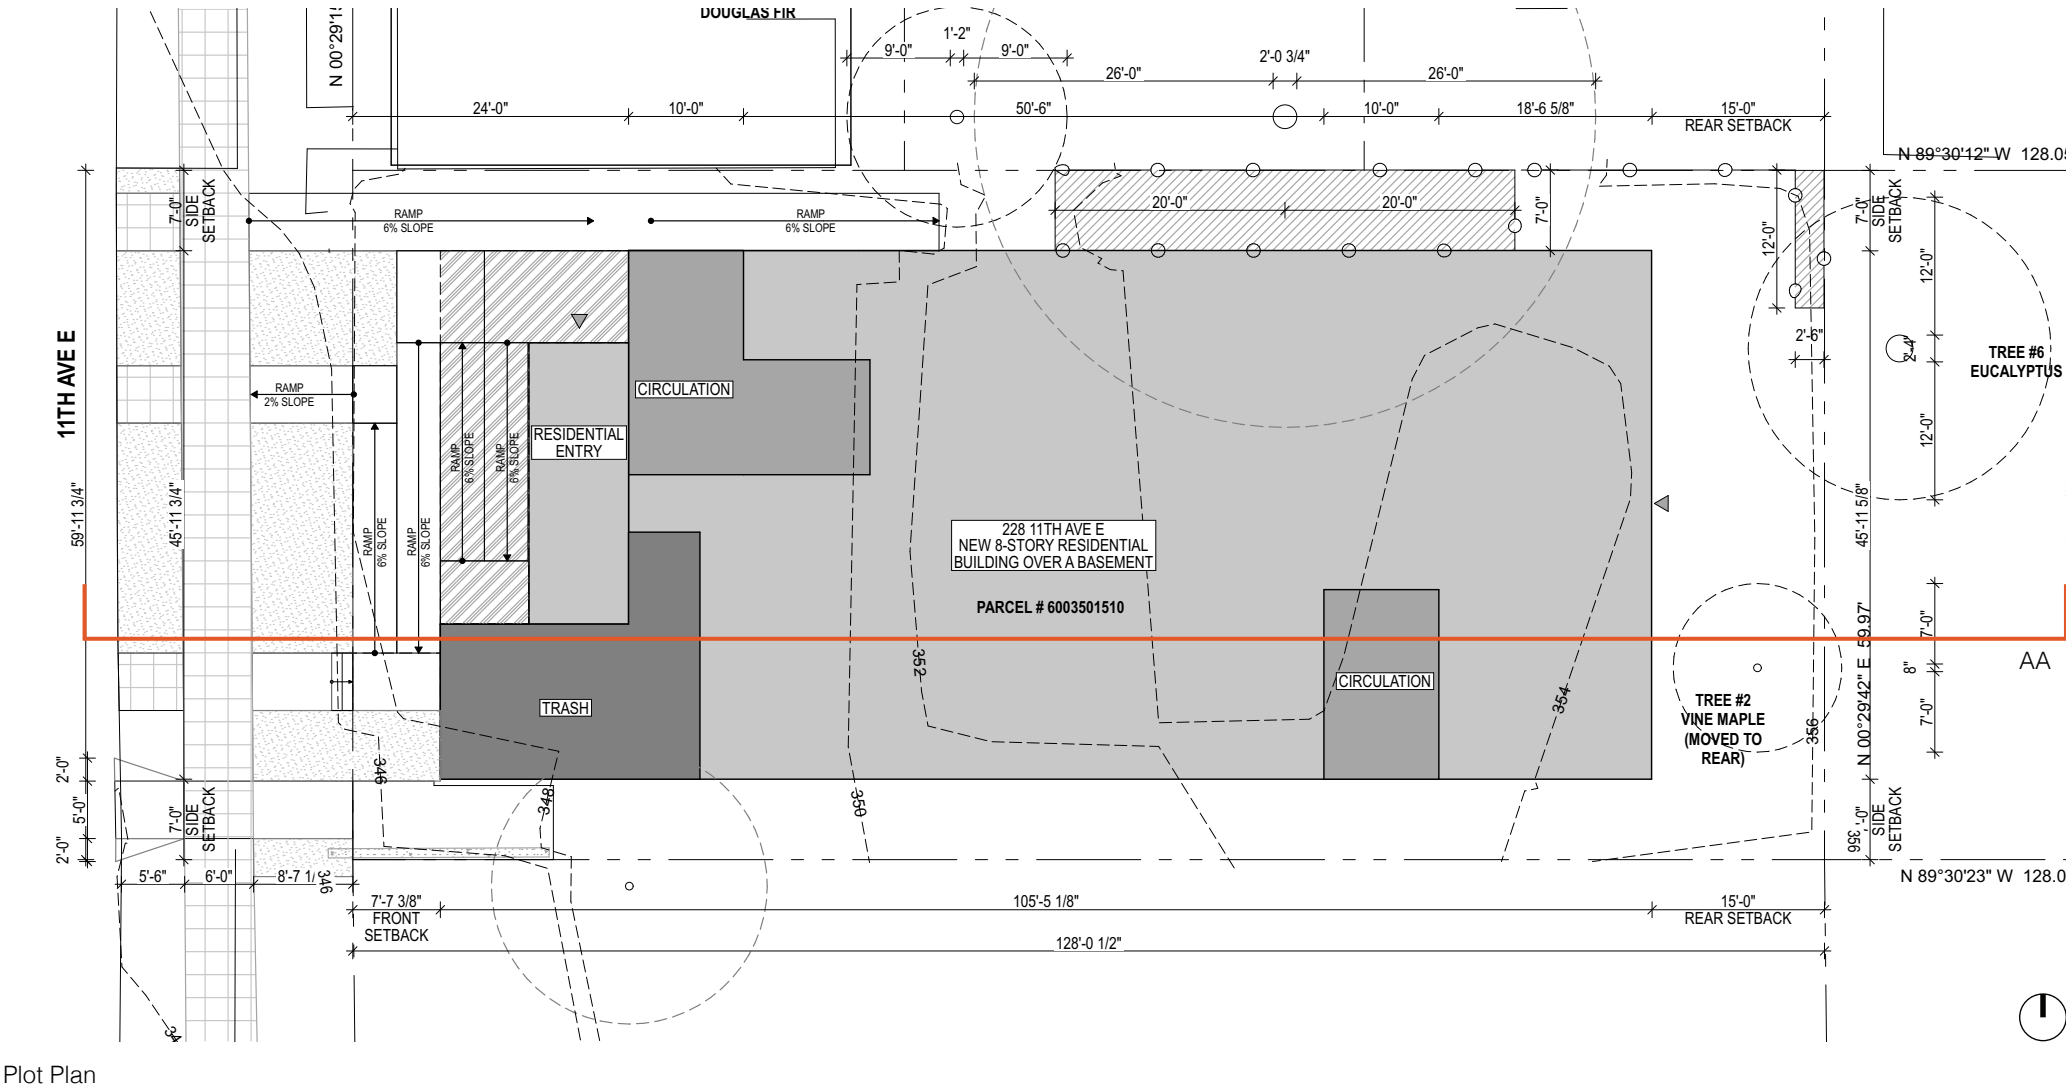 DOUGLAS FIR
1'-2"
9'-0"
9'-0"
2'-0 3/4"
26'-0"
26'-0"
24'-0"
10'-0"
50'-6"
10'-0"
18'-6 5/8"
15'-0"
REAR SETBACK
N 00°29'15
N 89°30'12" W 128.05
7'-0"
SIDE
SETBACK
RAMP
6% SLOPE
RAMP
6% SLOPE
20'-0"
20'-0"
7'-0"
12'-0"
7'-0"
SIDE
SETBACK
12'-0"
2'-6"
2'-4"
TREE #6
EUCALYPTUS
12'-0"
11TH AVE E
RAMP
2% SLOPE
CIRCULATION
RESIDENTIAL
ENTRY
RAMP
6% SLOPE
RAMP
6% SLOPE
RAMP
6% SLOPE
RAMP
6% SLOPE
59'-11 3/4"
45'-11 3/4"
45'-11 5/8"
228 11TH AVE E
NEW 8-STORY RESIDENTIAL
BUILDING OVER A BASEMENT
PARCEL # 6003501510
7'-0"
8"
7'-0"
N 00°29'42" E 59.97'
AA
352
CIRCULATION
354
TREE #2
VINE MAPLE
(MOVED TO
REAR)
356
TRASH
346
348
350
2'-0"
5'-0"
2'-0"
7'-0"
SIDE
SETBACK
356
SIDE
SETBACK
5'-6"
6'-0"
8'-7 1/
346
N 89°30'23" W 128.0
7'-7 3/8"
FRONT
SETBACK
105'-5 1/8"
15'-0"
REAR SETBACK
128'-0 1/2"
34
Plot Plan